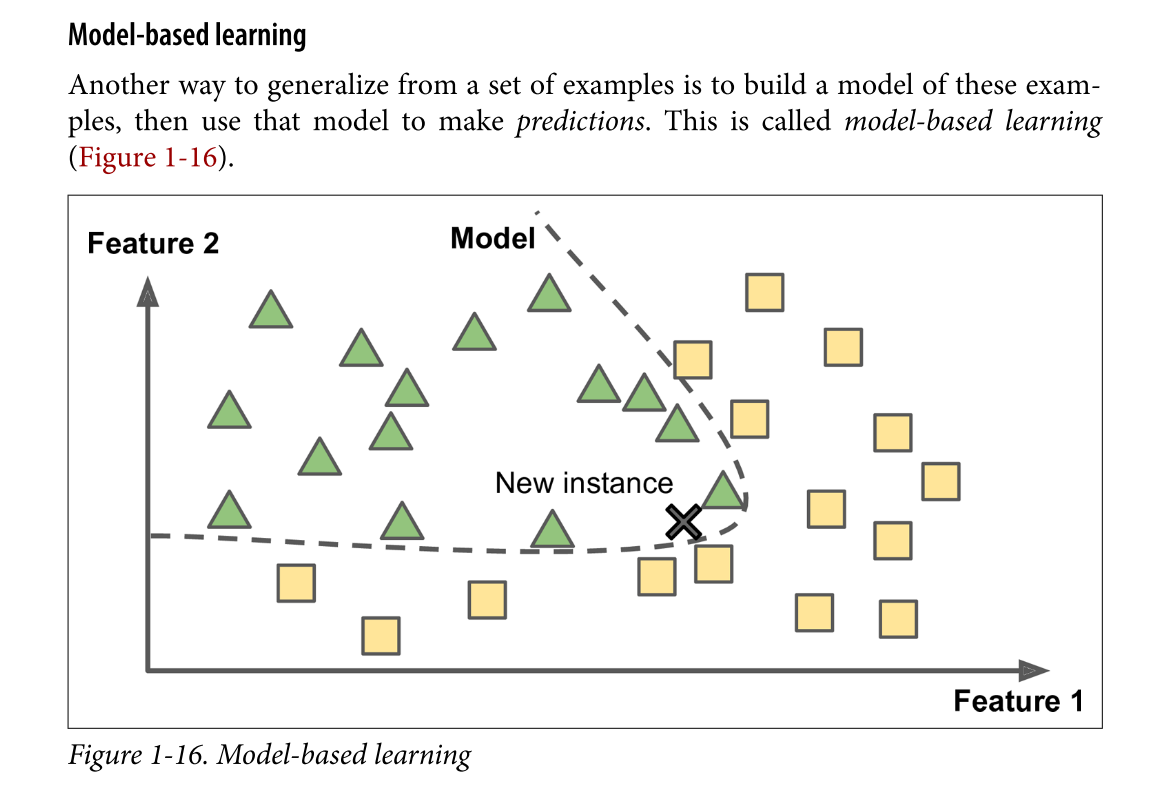 Model-based learning
Another way to generalize from a set of examples is to build a model of these exam-
ples, then use that model to make predictions. This is called model-based learning
(Figure 1-16).
Feature 2
Model
New instance
Feature 1
Figure 1-16. Model-based learning